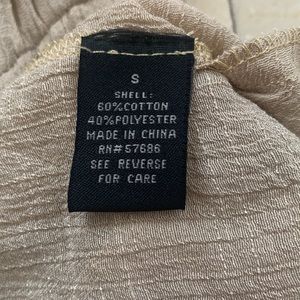 S
SHELL:
60%COTTON
40%POLYESTER
MADE IN CHINA
RN#57686
SEE REVERSE
FOR CARE